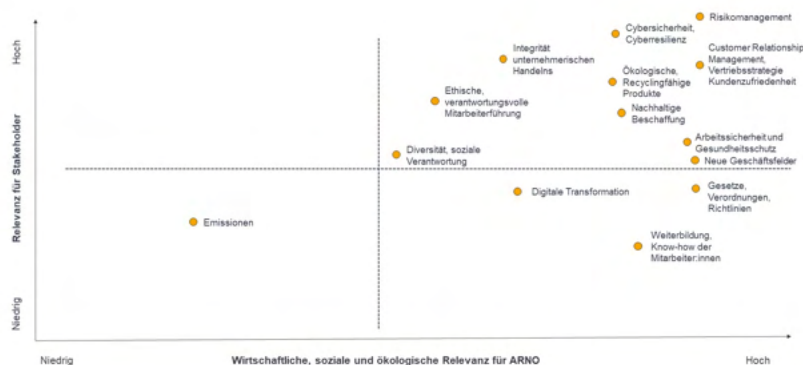 Risikomanagement
Cybersicherheit,
Cyberresilienz
Hoch
Integrität
unternehmerischen
Handelns
Customer Relationship
Management,
Vertriebsstrategie
Kundenzufriedenheit
Ökologische,
Recyclingfähige
Produkte
Ethische,
verantwortungsvolle
Mitarbeiterführung
Nachhaltige
Beschaffung
Arbeitssicherheit und
Gesundheitsschutz
Diversität, soziale
Verantwortung
Neue Geschäftsfelder
Relevanz für Stakeholder
Digitale Transformation
Gesetze,
Verordnungen,
Richtlinien
Emissionen
Weiterbildung,
Know-how der
Mitarbeiter:innen
Niedrig
Niedrig
Wirtschaftliche, soziale und ökologische Relevanz für ARNO
Hoch